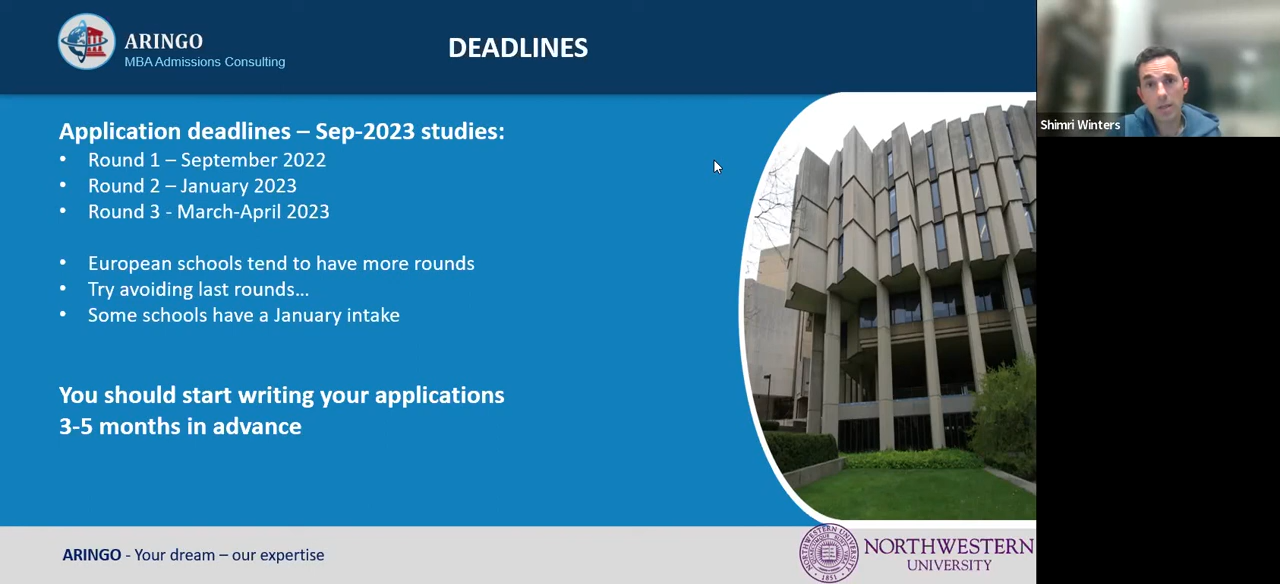 ARINGO
MBA Admissions Consulting
DEADLINES
Shimri Winters
Application deadlines – Sep-2023 studies:
• Round 1 – September 2022
• Round 2 – January 2023
• Round 3 - March-April 2023
• European schools tend to have more rounds
• Try avoiding last rounds...
• Some schools have a January intake
You should start writing your applications
3-5 months in advance
ARINGO - Your dream – our expertise
NORTHWESTERN
UNIVERSITY
NORTHWESTERN UNIVERSITY
1851